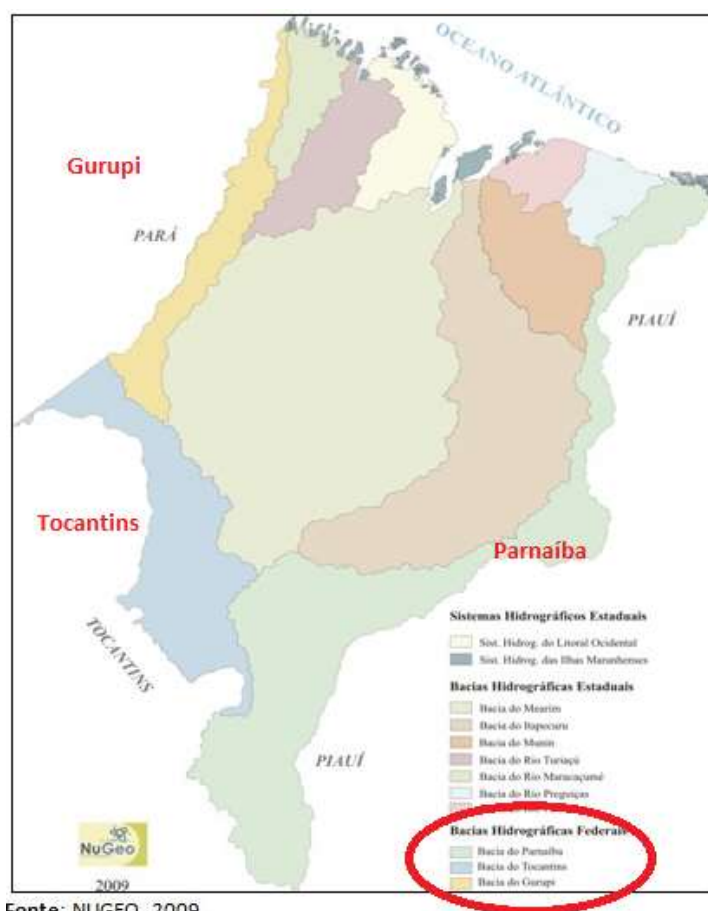 OCEANO ATLÂNTICO
Gurupi
PARÁ
PIAUÍ
Tocantins
Parnaíba
TOCANTINS
PIAUÍ
Sistemas Hidrográficos Estaduais
Sist. Hidrog. do Litoral Ocidental
Sist. Hidrog. das Ilhas Maranhenses
Bacias Hidrográficas Estaduais
Bacia do Mearim
Bacia do Itapecuru
Bacia do Munin
Bacia do Rio Turiaçú
Bacia do Rio Maracaçumé
Bacia do Rio Preguiças
Bacias Hidrográficas Federais
Bacia do Parnaíba
Bacia do Tocantins
Bacia do Gurupi
NuGeo
2009
Fonte: NUGEO, 2009